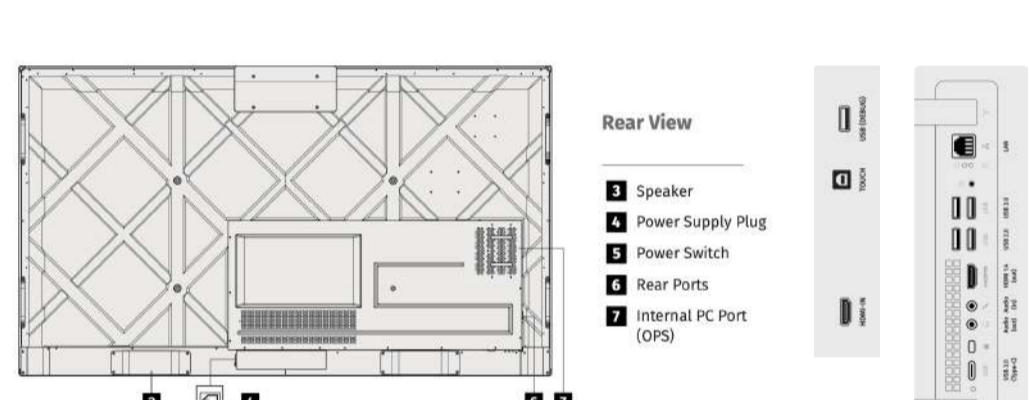 Rear View
3 Speaker
4 Power Supply Plug
5 Power Switch
6 Rear Ports
7 Internal PC Port
(OPS)
USB (DEBUG)
TOUCH
HDMI-IN
LAN
USB 3.0
USB 2.0
HDMI 1.4
(out)
Audio
(in)
Audio
(out)
USB 3.0
(Type-C)